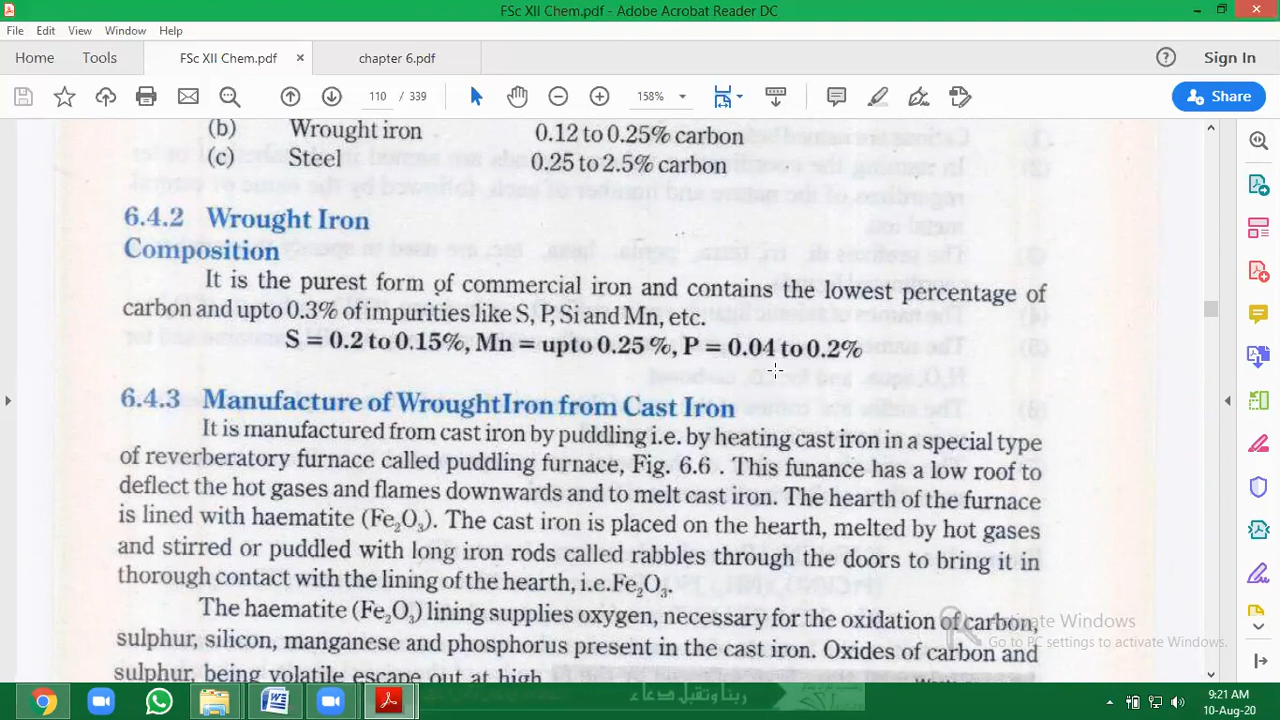 FSc XII Chem.pdf - Adobe Acrobat Reader DC
File Edit View Window Help
Home Tools FSc XII Chem.pdf × chapter 6.pdf Sign In
110 / 339 158% Share
(b) Wrought iron 0.12 to 0.25% carbon
(c) Steel 0.25 to 2.5% carbon
6.4.2 Wrought Iron
Composition
It is the purest form of commercial iron and contains the lowest percentage of
carbon and upto 0.3% of impurities like S, P, Si and Mn, etc.
S = 0.2 to 0.15%, Mn = upto 0.25 %, P = 0.04 to 0.2%
6.4.3 Manufacture of Wrought Iron from Cast Iron
It is manufactured from cast iron by puddling i.e. by heating cast iron in a special type
of reverberatory furnace called puddling furnace, Fig. 6.6 . This funance has a low roof to
deflect the hot gases and flames downwards and to melt cast iron. The hearth of the furnace
is lined with haematite (Fe₂O₃). The cast iron is placed on the hearth, melted by hot gases
and stirred or puddled with long iron rods called rabbles through the doors to bring it in
thorough contact with the lining of the hearth, i.e.Fe₂O₃.
The haematite (Fe₂O₃) lining supplies oxygen, necessary for the oxidation of carbon,
sulphur, silicon, manganese and phosphorus present in the cast iron. Oxides of carbon and
sulphur, being volatile escape out at high
Activate Windows
Go to PC settings to activate Windows.
ربنا وتقبل دعاء
9:21 AM
10-Aug-20